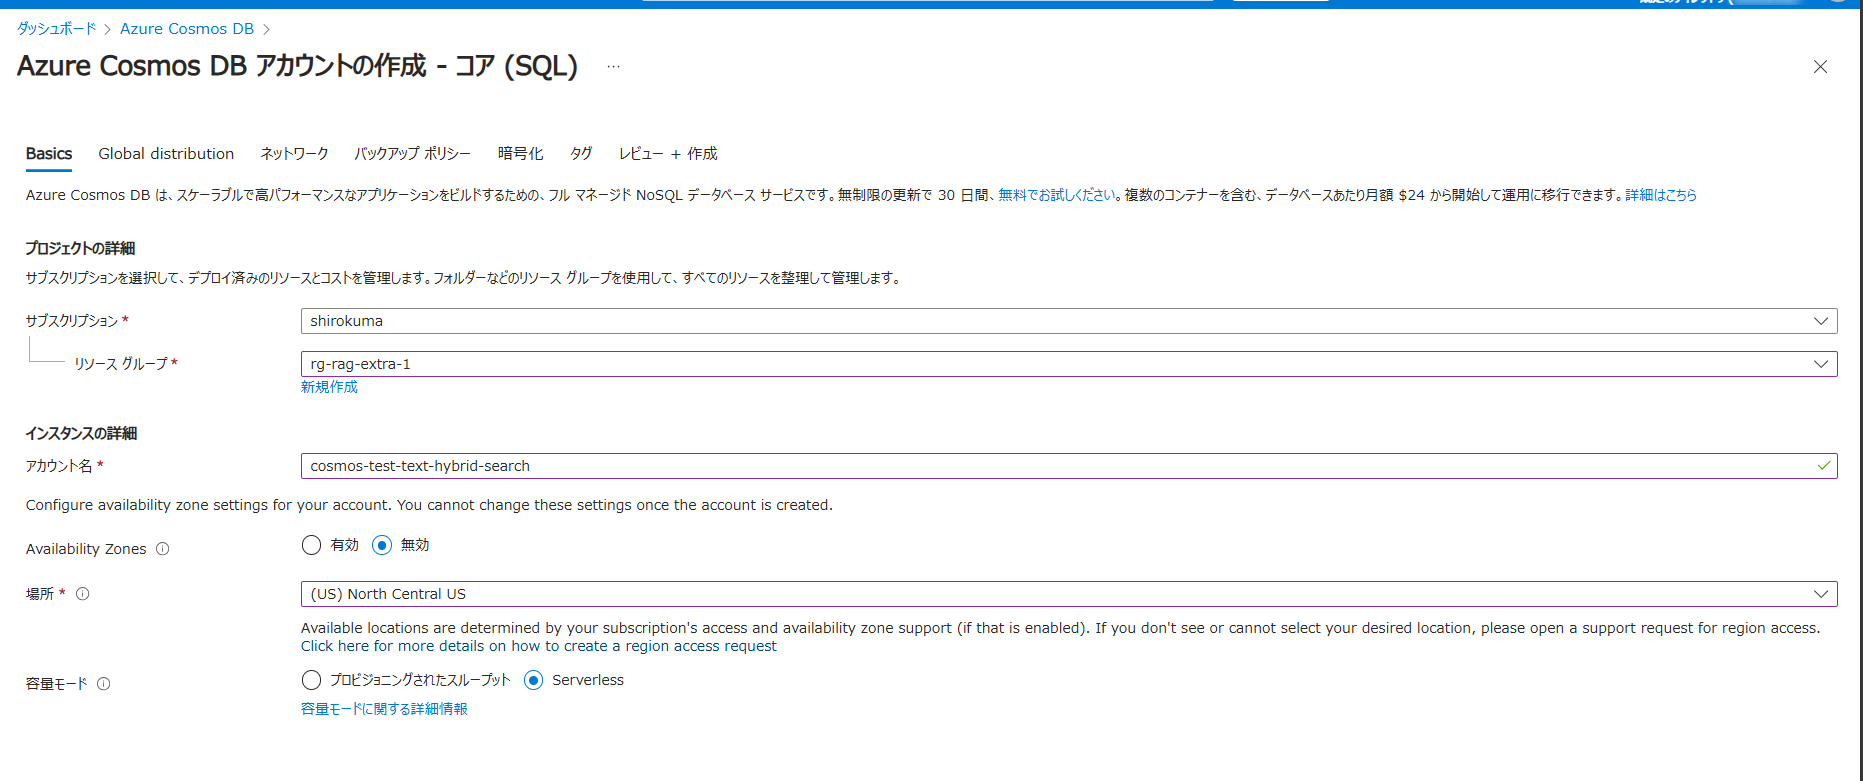 ダッシュボード > Azure Cosmos DB >
Azure Cosmos DB アカウントの作成 - コア (SQL) ...
Basics Global distribution ネットワーク バックアップ ポリシー 暗号化 タグ レビュー + 作成
Azure Cosmos DB は、スケーラブルで高パフォーマンスなアプリケーションをビルドするための、フル マネージド NoSQL データベース サービスです。無制限の更新で 30 日間、無料でお試しください。複数のコンテナーを含む、データベースあたり月額 $24 から開始して運用に移行できます。詳細はこちら
プロジェクトの詳細
サブスクリプションを選択して、デプロイ済みのリソースとコストを管理します。フォルダーなどのリソース グループを使用して、すべてのリソースを整理して管理します。
サブスクリプション * shirokuma
リソース グループ * rg-rag-extra-1
新規作成
インスタンスの詳細
アカウント名 * cosmos-test-text-hybrid-search
Configure availability zone settings for your account. You cannot change these settings once the account is created.
Availability Zones 有効 無効
場所 * (US) North Central US
Available locations are determined by your subscription's access and availability zone support (if that is enabled). If you don't see or cannot select your desired location, please open a support request for region access.
Click here for more details on how to create a region access request
容量モード プロビジョニングされたスループット Serverless
容量モードに関する詳細情報